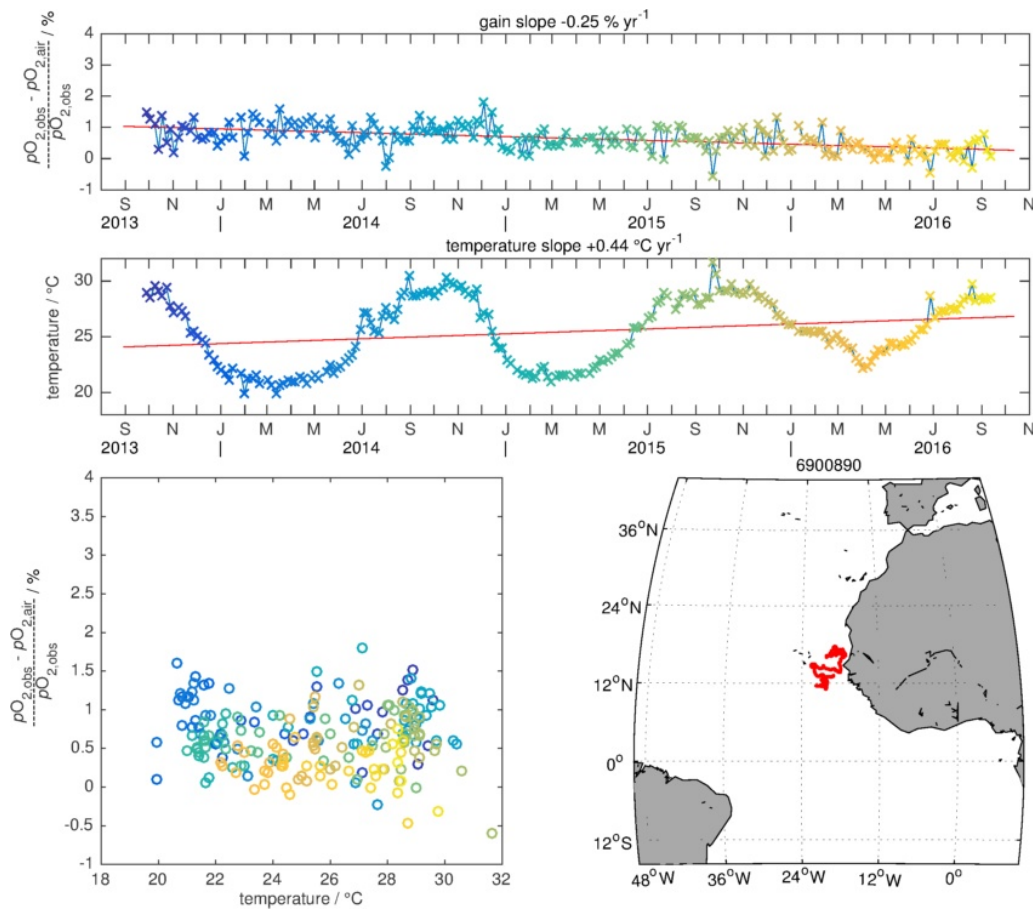 gain slope -0.25 % yr-1
pO2,obs - pO2,air / %
pO2,obs
4
3
2
1
0
-1
S N J M M J S N J M M J S N J M M J S N
2013 | 2014 | 2015 | 2016
temperature slope +0.44 °C yr-1
temperature / °C
30
25
20
S N J M M J S N J M M J S N J M M J S N
2013 | 2014 | 2015 | 2016
pO2,obs - pO2,air / %
pO2,obs
4
3.5
3
2.5
2
1.5
1
0.5
0
-0.5
-1
18 20 22 24 26 28 30 32
temperature / °C
6900890
36°N
24°N
12°N
0°
12°S
48°W 36°W 24°W 12°W 0°